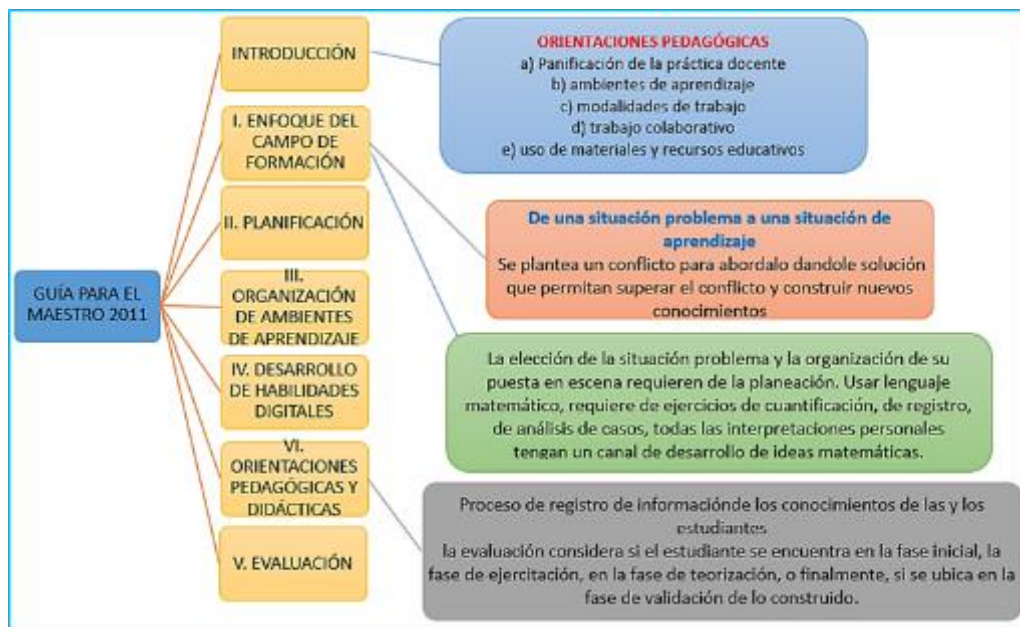 GUÍA PARA EL
MAESTRO 2011
INTRODUCCIÓN
I. ENFOQUE DEL
CAMPO DE
FORMACIÓN
II. PLANIFICACIÓN
III.
ORGANIZACIÓN
DE AMBIENTES
DE APRENDIZAJE
IV. DESARROLLO
DE HABILIDADES
DIGITALES
VI.
ORIENTACIONES
PEDAGÓGICAS Y
DIDÁCTICAS
V. EVALUACIÓN
ORIENTACIONES PEDAGÓGICAS
a) Panificación de la práctica docente
b) ambientes de aprendizaje
c) modalidades de trabajo
d) trabajo colaborativo
e) uso de materiales y recursos educativos
De una situación problema a una situación de
aprendizaje
Se plantea un conflicto para abordalo dandole solución
que permitan superar el conflicto y construir nuevos
conocimientos
La elección de la situación problema y la organización de su
puesta en escena requieren de la planeación. Usar lenguaje
matemático, requiere de ejercicios de cuantificación, de registro,
de análisis de casos, todas las interpretaciones personales
tengan un canal de desarrollo de ideas matemáticas.
Proceso de registro de informaciónde los conocimientos de las y los
estudiantes
la evaluación considera si el estudiante se encuentra en la fase inicial, la
fase de ejercitación, en la fase de teorización, o finalmente, si se ubica en la
fase de validación de lo construido.